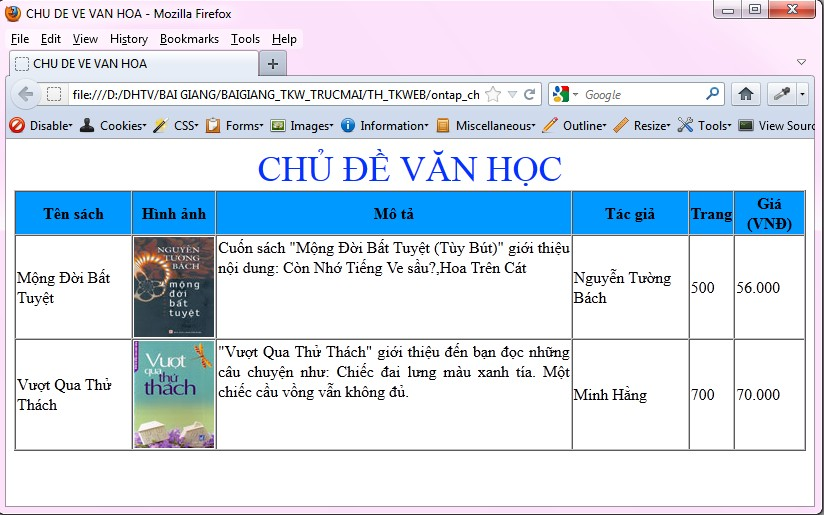 CHU DE VE VAN HOA - Mozilla Firefox
File Edit View History Bookmarks Tools Help
CHU DE VE VAN HOA
file:///D:/DHTV/BAI GIANG/BAIGIANG_TKW_TRUCMAI/TH_TKWEB/ontap_ch
Google
Disable Cookies CSS Forms Images Information Miscellaneous Outline Resize Tools View Sourc
CHỦ ĐỀ VĂN HỌC
Tên sách Hình ảnh Mô tả Tác giả Trang Giá
(VNĐ)
Mộng Đời Bất
Tuyệt
NGUYỄN
TƯỜNG
BÁCH
mộng
đời
bất
tuyệt
Cuốn sách "Mộng Đời Bất Tuyệt (Tùy Bút)" giới thiệu
nội dung: Còn Nhớ Tiếng Ve sầu?,Hoa Trên Cát
Nguyễn Tường
Bách
500
56.000
Vượt Qua Thử
Thách
Vượt
qua thử
thách
"Vượt Qua Thử Thách" giới thiệu đến bạn đọc những
câu chuyện như: Chiếc đai lưng màu xanh tía. Một
chiếc cầu vồng vẫn không đủ.
Minh Hằng
700
70.000